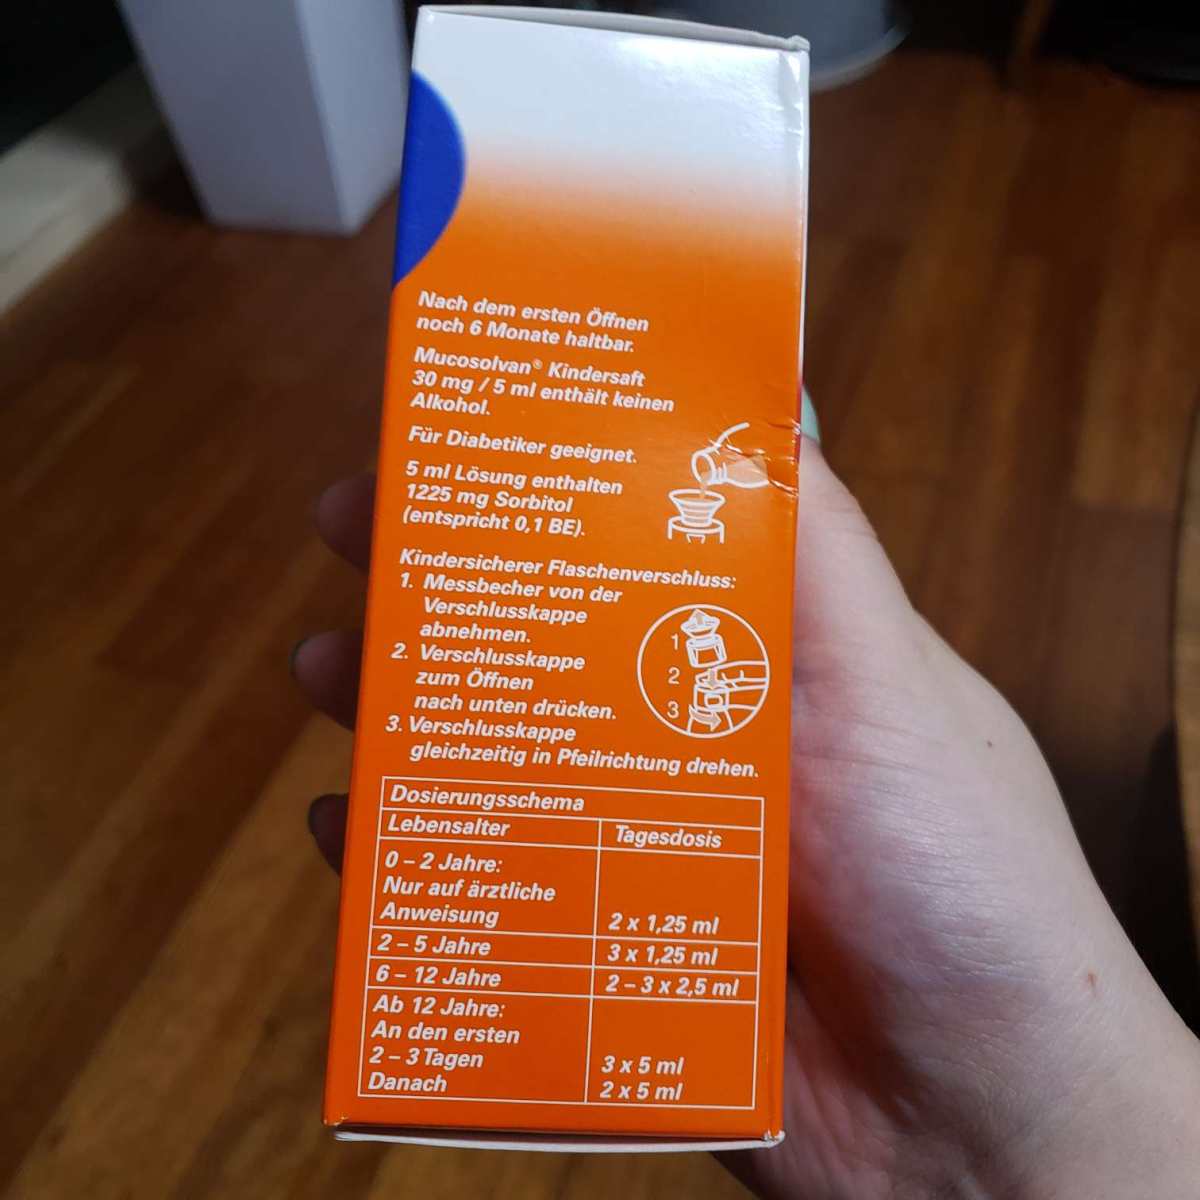 Nach dem ersten Öffnen
noch 6 Monate haltbar.
Mucosolvan® Kindersaft
30 mg / 5 ml enthält keinen
Alkohol.
Für Diabetiker geeignet.
5 ml Lösung enthalten
1225 mg Sorbitol
(entspricht 0,1 BE).
Kindersicherer Flaschenverschluss:
1. Messbecher von der
Verschlusskappe
abnehmen.
2. Verschlusskappe
zum Öffnen
nach unten drücken.
3. Verschlusskappe
gleichzeitig in Pfeilrichtung drehen.
1
2
3
Dosierungsschema
Lebensalter Tagesdosis
0 – 2 Jahre:
Nur auf ärztliche
Anweisung 2 x 1,25 ml
2 – 5 Jahre 3 x 1,25 ml
6 – 12 Jahre 2 – 3 x 2,5 ml
Ab 12 Jahre:
An den ersten
2 – 3 Tagen 3 x 5 ml
Danach 2 x 5 ml